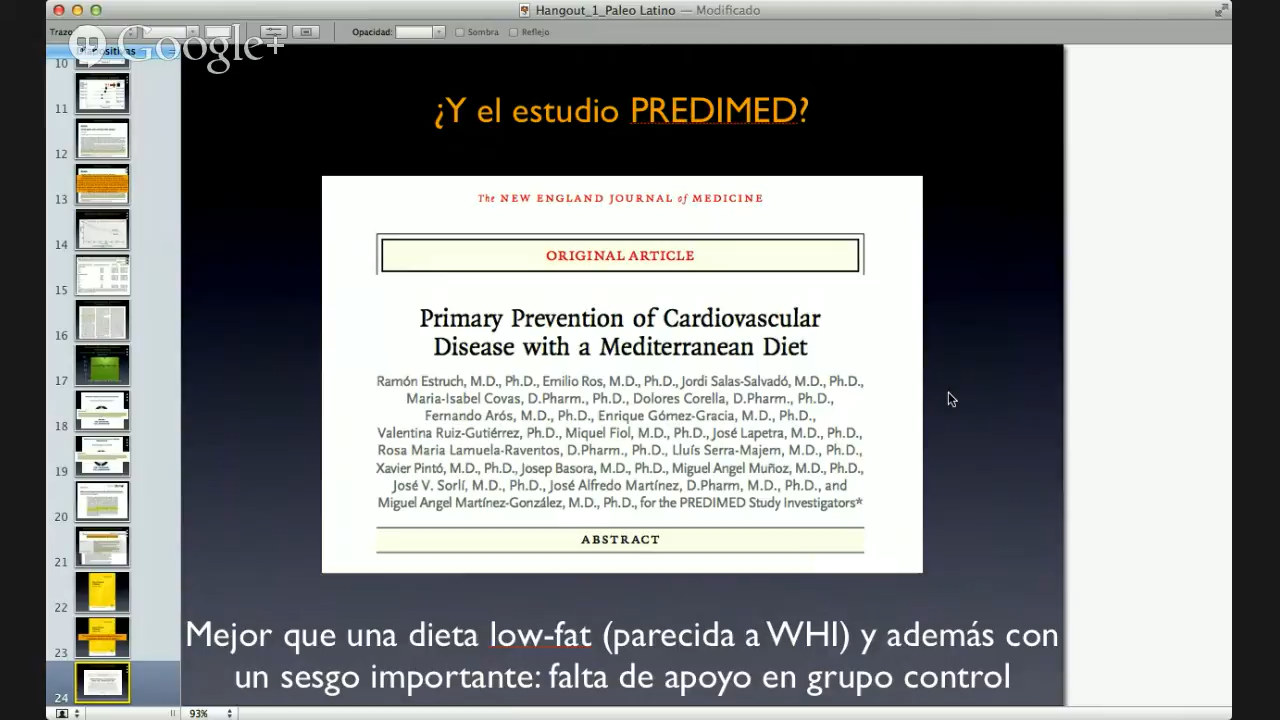 Hangout_1_Paleo Latino — Modificado
Opacidad: Sombra Reflejo
Google+
10
11
12
13
14
15
16
17
18
19
20
21
22
23
24
¿Y el estudio PREDIMED?
The NEW ENGLAND JOURNAL of MEDICINE
ORIGINAL ARTICLE
Primary Prevention of Cardiovascular
Disease with a Mediterranean Diet
Ramón Estruch, M.D., Ph.D., Emilio Ros, M.D., Ph.D., Jordi Salas-Salvadó, M.D., Ph.D.,
Maria-Isabel Covas, D.Pharm., Ph.D., Dolores Corella, D.Pharm., Ph.D.,
Fernando Arós, M.D., Ph.D., Enrique Gómez-Gracia, M.D., Ph.D.,
Valentina Ruiz-Gutiérrez, Ph.D., Miquel Fiol, M.D., Ph.D., José Lapetra, M.D., Ph.D.,
Rosa Maria Lamuela-Raventos, D.Pharm., Ph.D., Lluís Serra-Majem, M.D., Ph.D.,
Xavier Pintó, M.D., Ph.D., Josep Basora, M.D., Ph.D., Miguel Angel Muñoz, M.D., Ph.D.,
José V. Sorlí, M.D., Ph.D., José Alfredo Martínez, D.Pharm, M.D., Ph.D., and
Miguel Angel Martínez-González, M.D., Ph.D., for the PREDIMED Study Investigators*
ABSTRACT
Mejor que una dieta low-fat (parecida a WHI) y además con
un sesgo importante: falta de apoyo en grupo control
93%